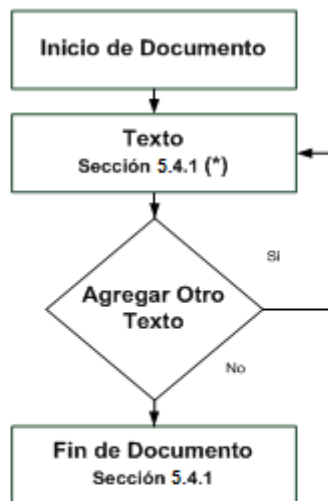 Inicio de Documento
Texto
Sección 5.4.1 (*)
Si
Agregar Otro
Texto
No
Fin de Documento
Sección 5.4.1